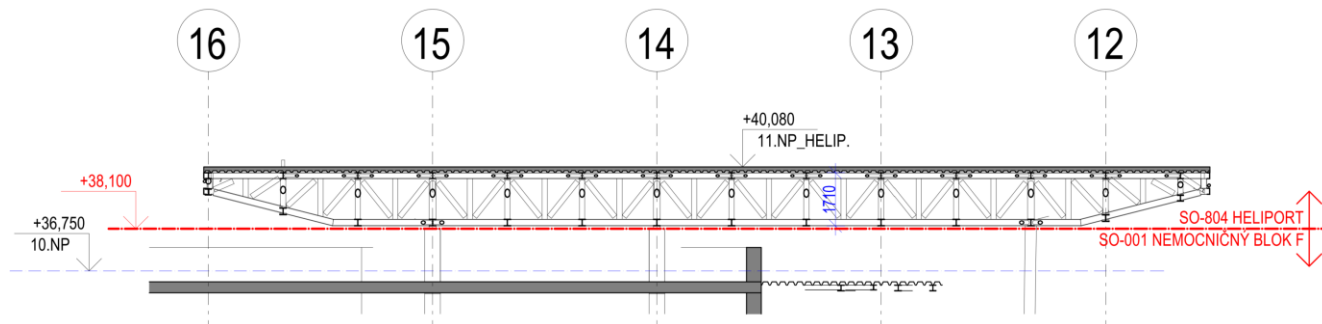 16
15
14
13
12
+40,080
11.NP_HELIP.
+38,100
1710
+36,750
10.NP
SO-804 HELIPORT
SO-001 NEMOCNIČNÝ BLOK F